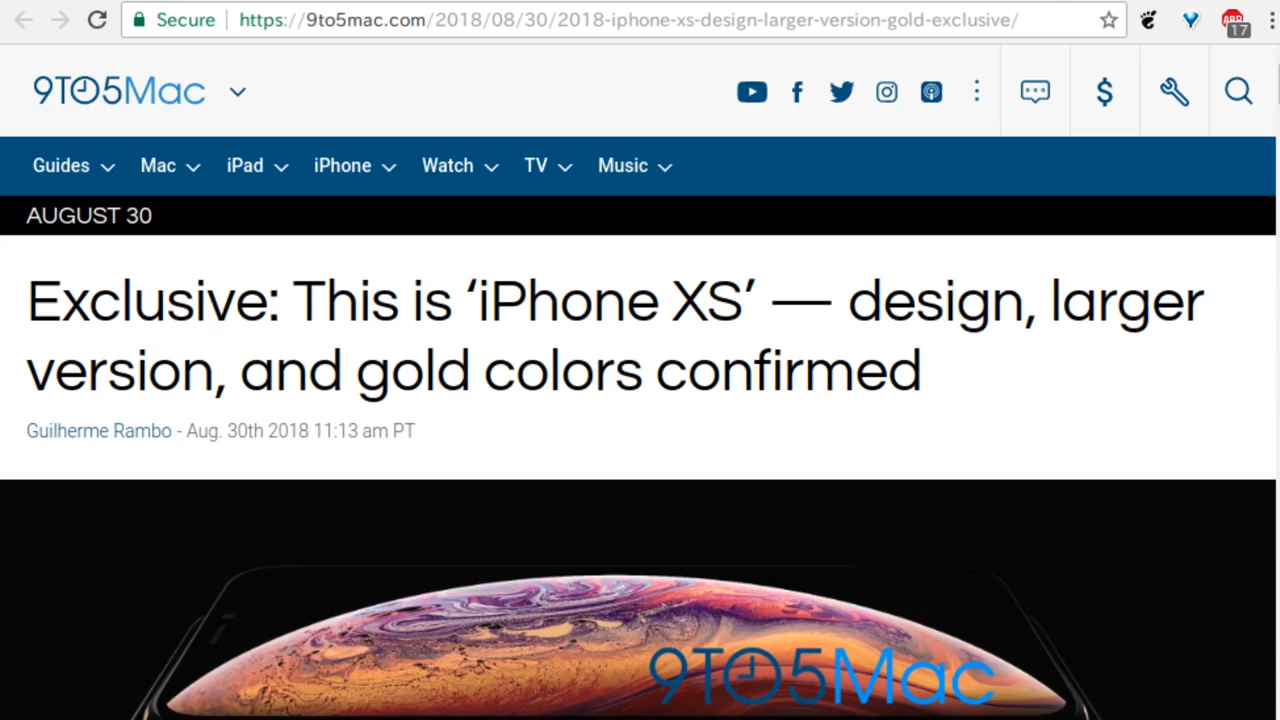 Secure https://9to5mac.com/2018/08/30/2018-iphone-xs-design-larger-version-gold-exclusive/
ABP 17
9TO5Mac
$
Guides Mac iPad iPhone Watch TV Music
AUGUST 30
Exclusive: This is ‘iPhone XS’ — design, larger
version, and gold colors confirmed
Guilherme Rambo - Aug. 30th 2018 11:13 am PT
9TO5Mac